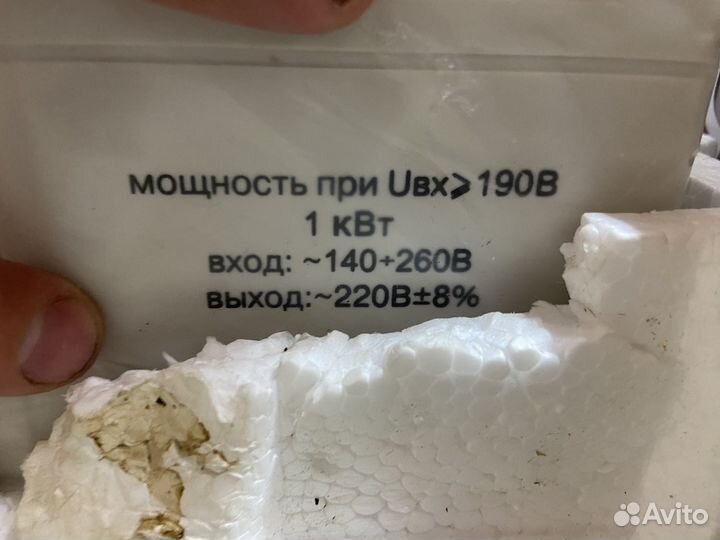 мощность при Uвх⩾190В
1 кВт
вход: ~140÷260В
выход:~220В±8%
Avito